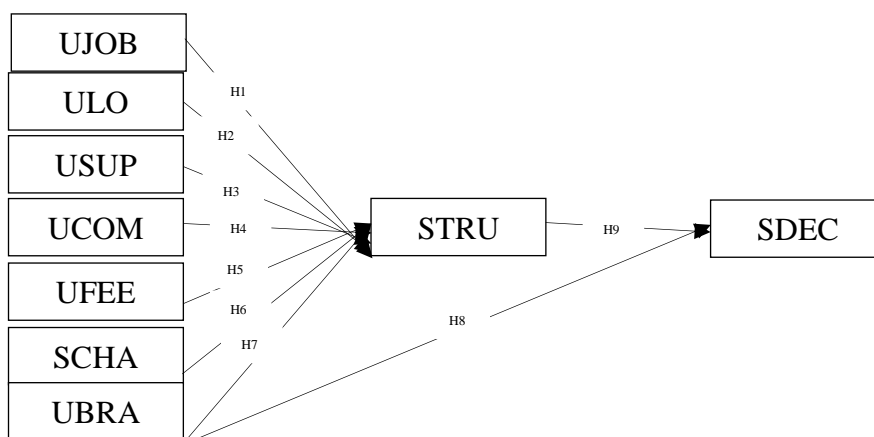 UJOB
H1
ULO
H2
USUP
H3
UCOM
H4
STRU
H9
SDEC
UFEE
H5
H6
SCHA
H7
H8
UBRA